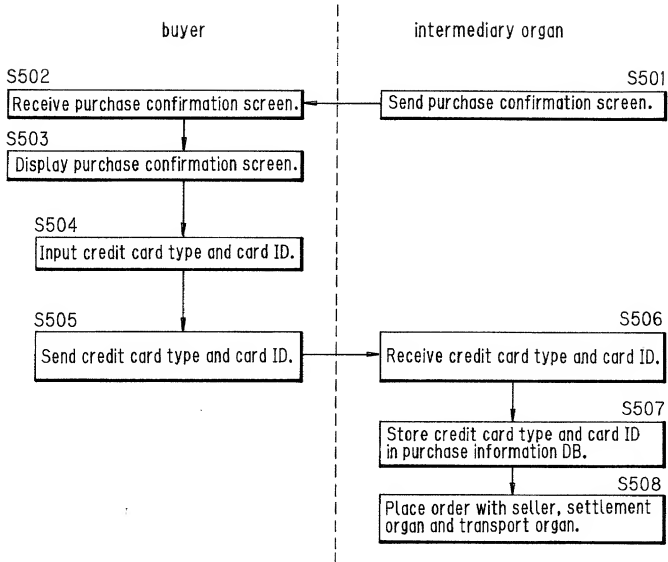 buyer
intermediary organ
S502
S501
Receive purchase confirmation screen.
Send purchase confirmation screen.
S503
Display purchase confirmation screen.
S504
Input credit card type and card ID.
S505
S506
Send credit card type and card ID.
Receive credit card type and card ID.
S507
Store credit card type and card ID
in purchase information DB.
S508
Place order with seller, settlement
organ and transport organ.